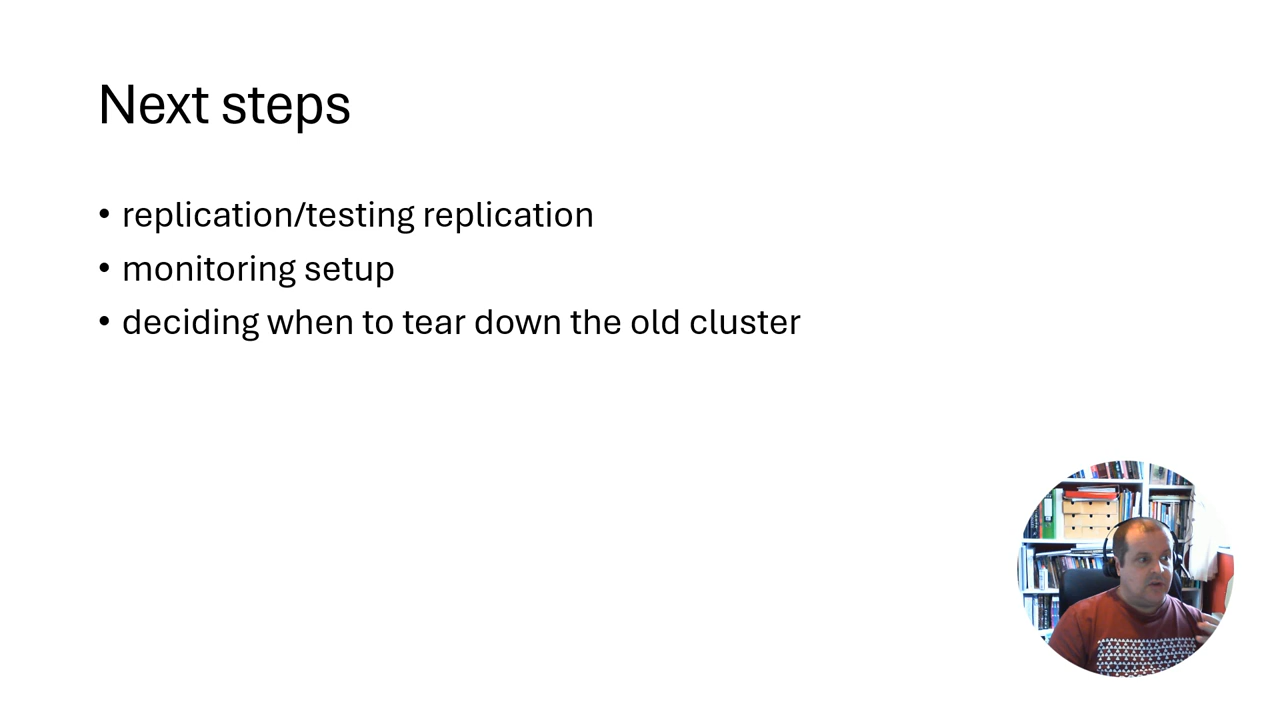 Next steps
• replication/testing replication
• monitoring setup
• deciding when to tear down the old cluster